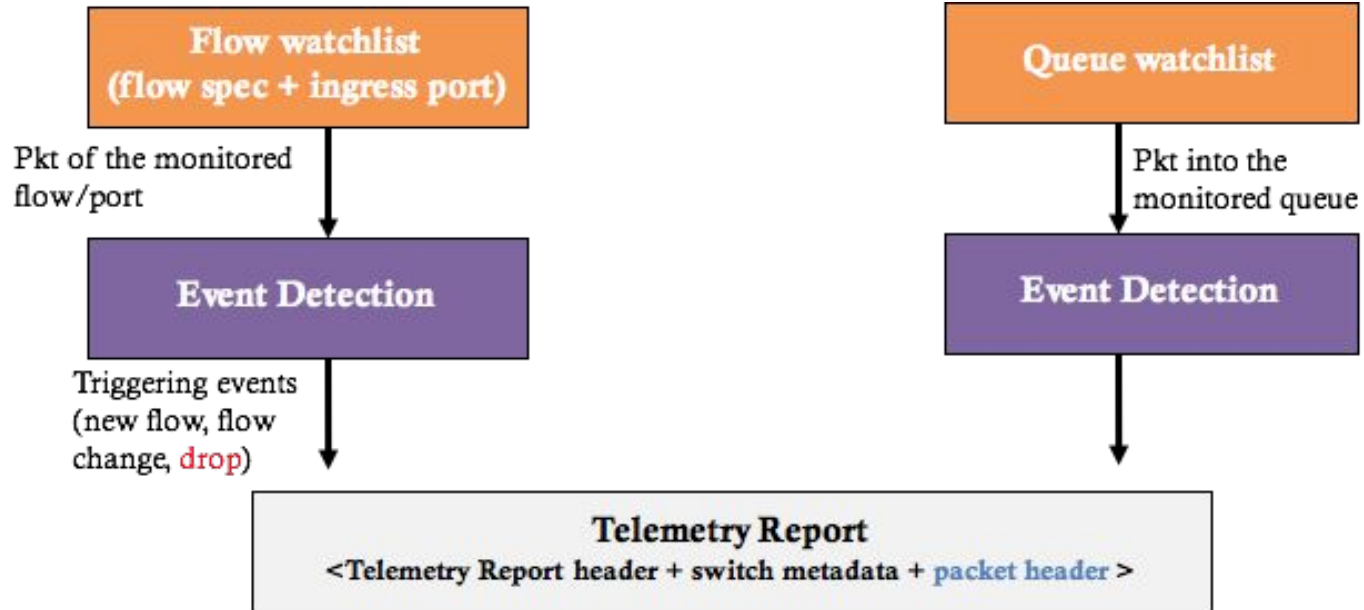 Flow watchlist
(flow spec + ingress port)
Queue watchlist
Pkt of the monitored
flow/port
Pkt into the
monitored queue
Event Detection
Event Detection
Triggering events
(new flow, flow
change, drop)
Telemetry Report
<Telemetry Report header + switch metadata + packet header >